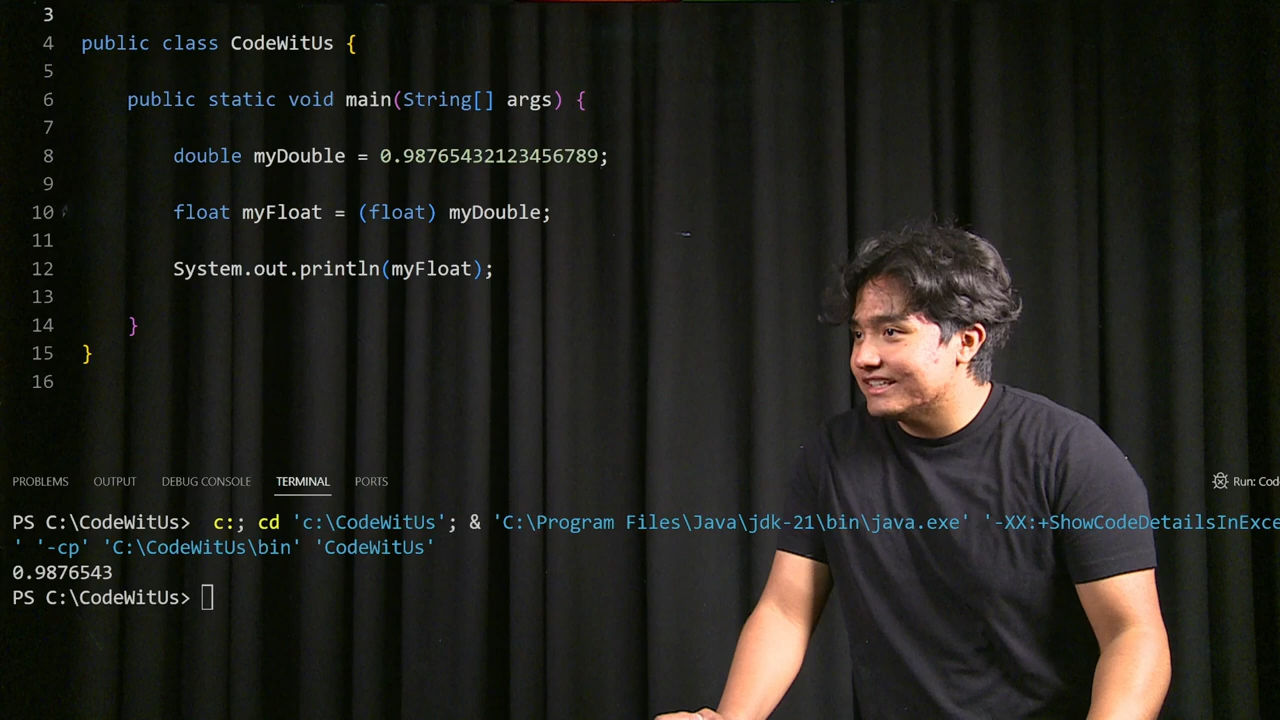 3
4 public class CodeWitUs {
5
6 public static void main(String[] args) {
7
8 double myDouble = 0.98765432123456789;
9
10 float myFloat = (float) myDouble;
11
12 System.out.println(myFloat);
13
14 }
15 }
16
PROBLEMS OUTPUT DEBUG CONSOLE TERMINAL PORTS Run: Cod
PS C:\CodeWitUs> c:; cd 'c:\CodeWitUs'; & 'C:\Program Files\Java\jdk-21\bin\java.exe' '-XX:+ShowCodeDetailsInExce
' '-cp' 'C:\CodeWitUs\bin' 'CodeWitUs'
0.9876543
PS C:\CodeWitUs>